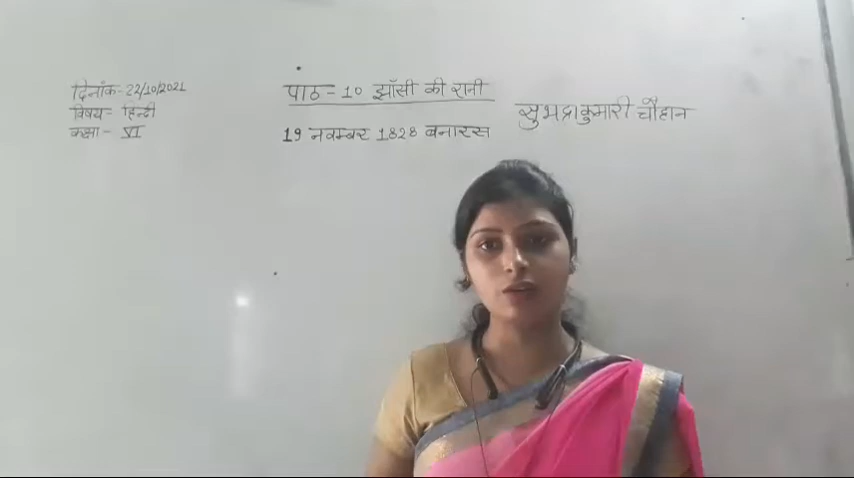 दिनांक- 22/10/2021
विषय- हिन्दी
कक्षा- VI
पाठ- 10 झाँसी की रानी
सुभद्राकुमारी चौहान
19 नवम्बर 1828 बनारस